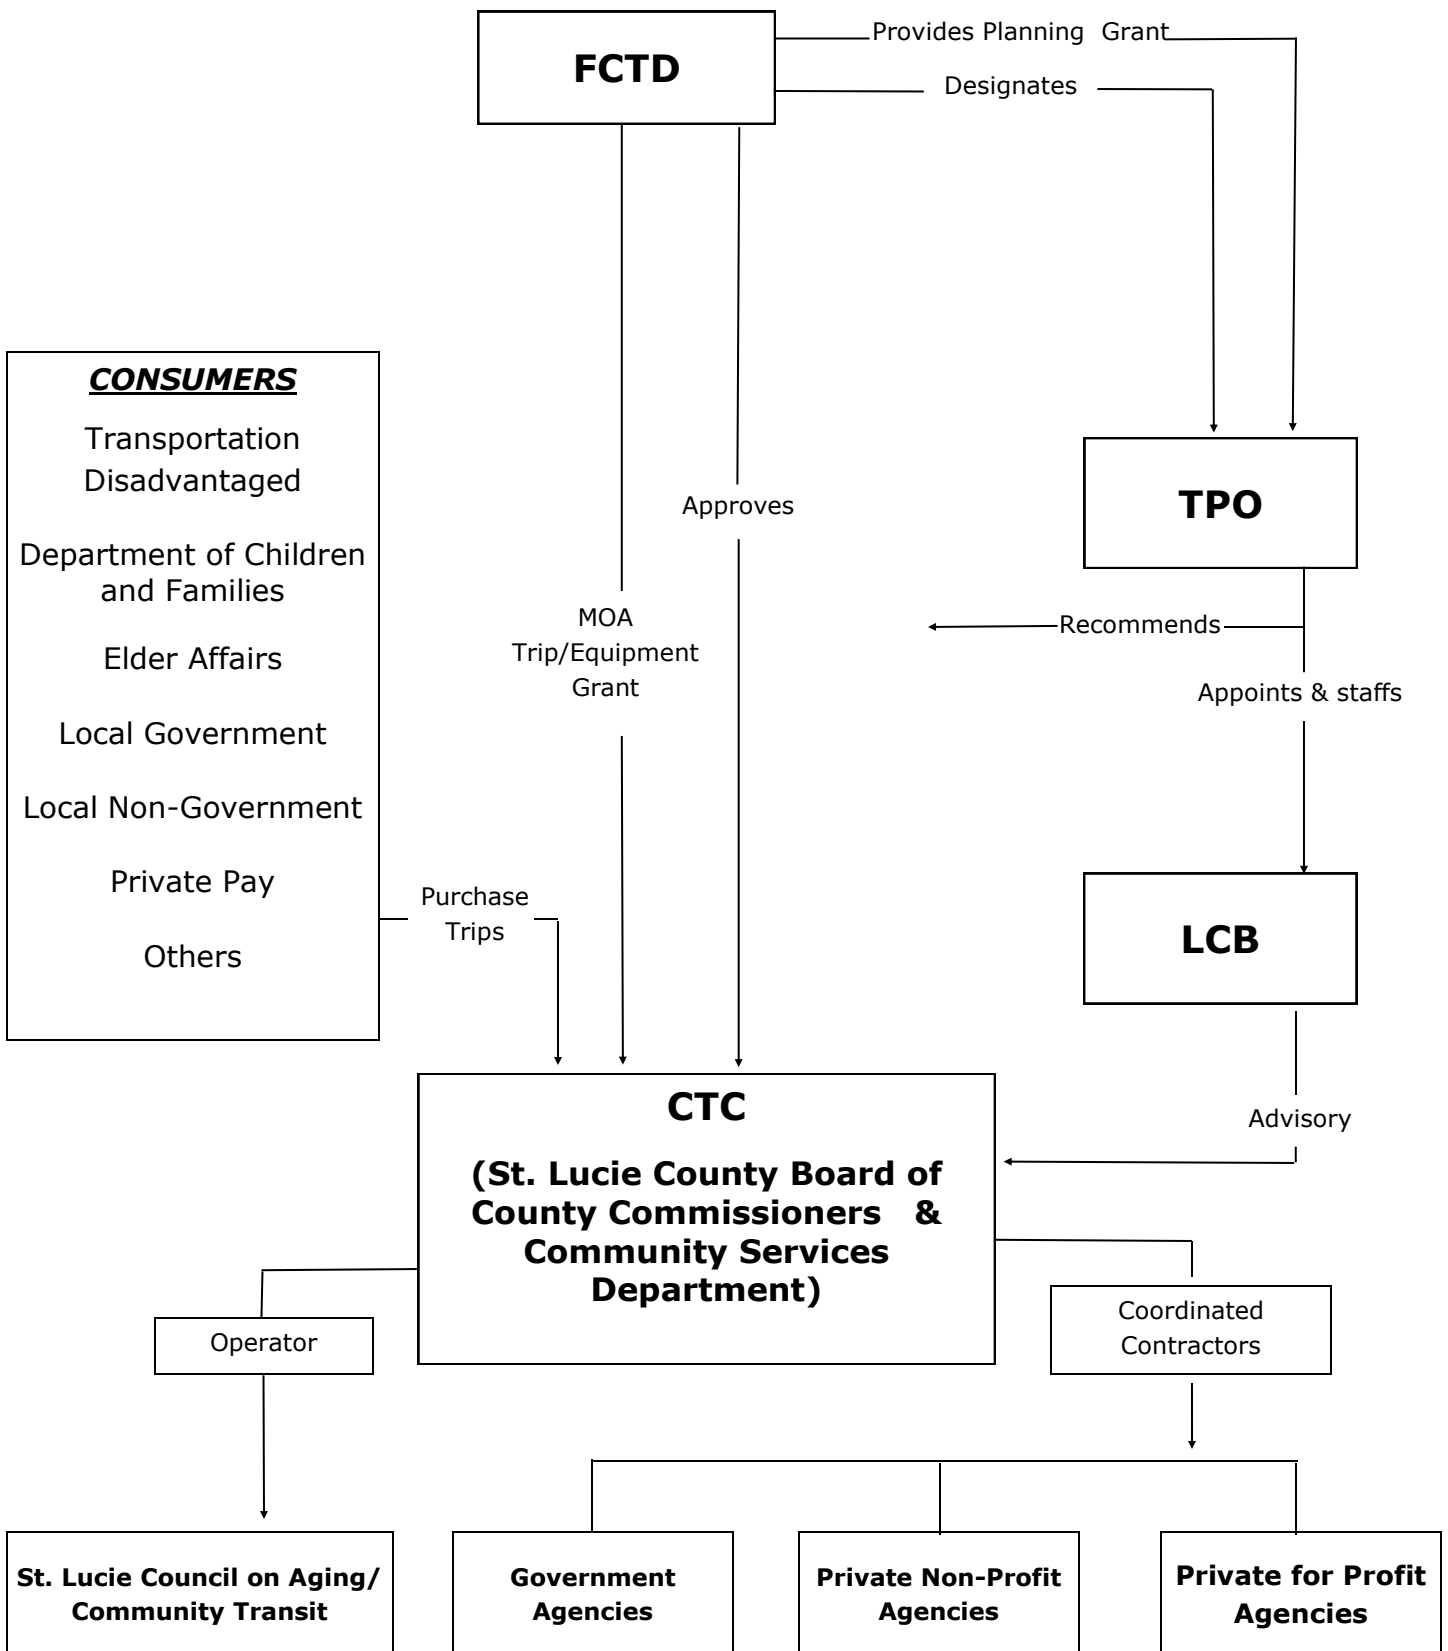 Provides Planning Grant
FCTD
Designates
CONSUMERS
Transportation
Disadvantaged
Department of Children
and Families
Elder Affairs
Local Government
Local Non-Government
Private Pay
Others
Purchase
Trips
MOA
Trip/Equipment
Grant
Approves
TPO
Recommends
Appoints & staffs
LCB
Advisory
CTC
(St. Lucie County Board of
County Commissioners &
Community Services
Department)
Operator
Coordinated
Contractors
St. Lucie Council on Aging/
Community Transit
Government
Agencies
Private Non-Profit
Agencies
Private for Profit
Agencies